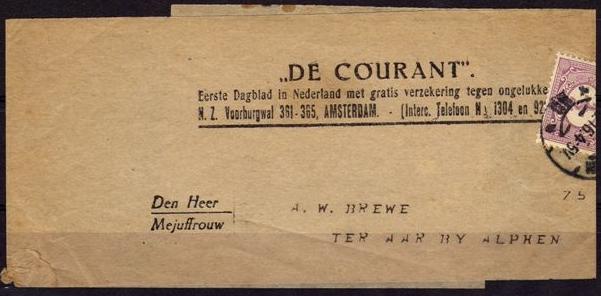 „DE COURANT”.
Eerste Dagblad in Nederland met gratis verzekering tegen ongelukke
N. Z. Voorburgwal 361-365, AMSTERDAM. - (Interc. Telefoon No. 1304 en 92
75
Den Heer
Mejuffrouw
A. W. BREWE
TER AAR BY ALPHEN